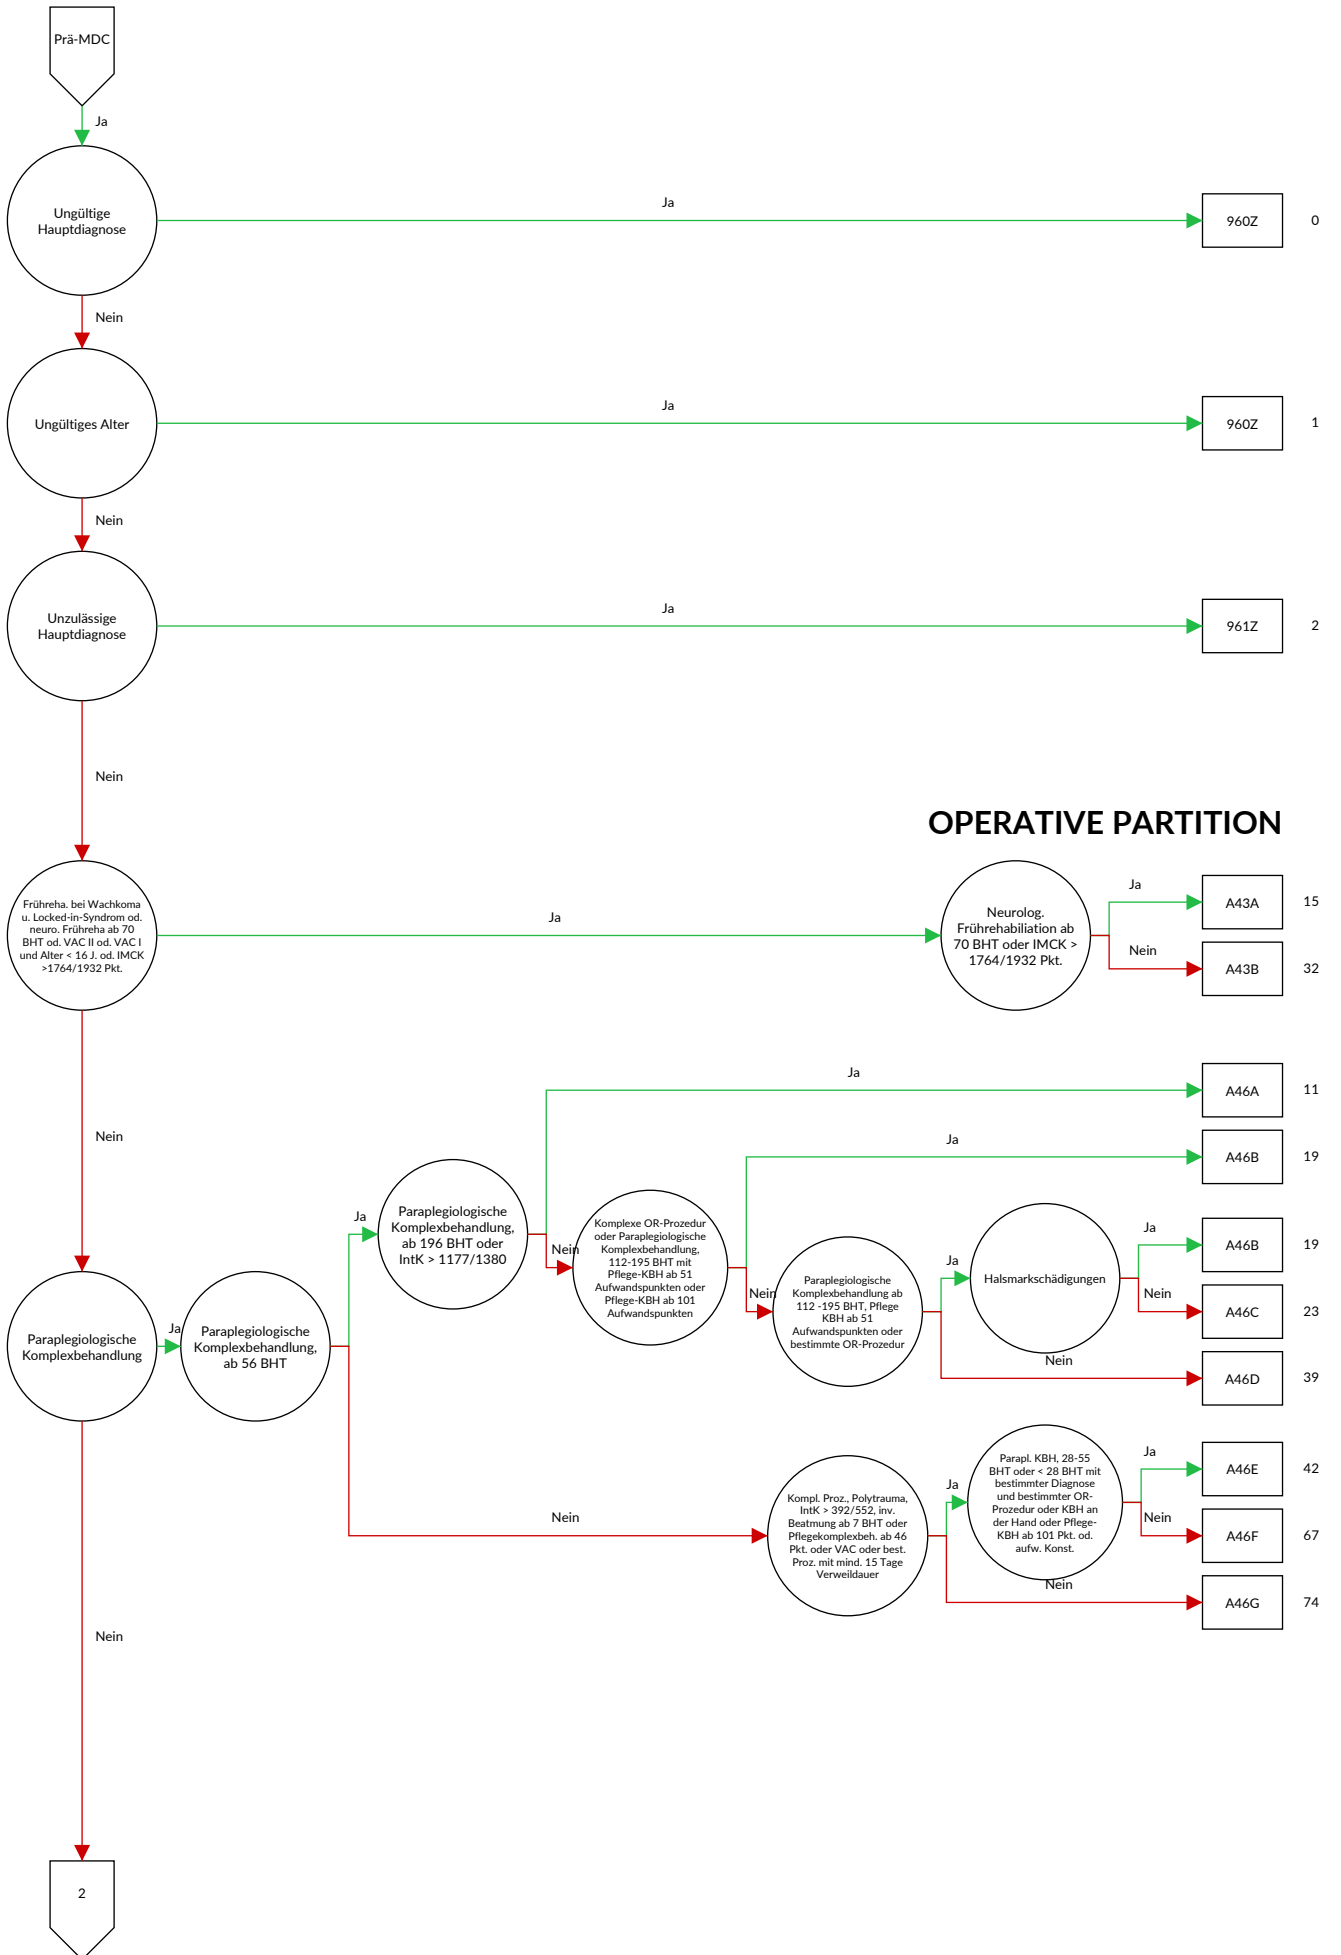 Prä-MDC
Ja
Ungültige
Hauptdiagnose
Ja
960Z
0
Nein
Ungültiges Alter
Ja
960Z
1
Nein
Unzulässige
Hauptdiagnose
Ja
961Z
2
Nein
OPERATIVE PARTITION
Frühreha. bei Wachkoma
u. Locked-in-Syndrom od.
neuro. Frühreha ab 70
BHT od. VAC II od. VAC I
und Alter < 16 J. od. IMCK
>1764/1932 Pkt.
Ja
Neurolog.
Frührehabiliation ab
70 BHT oder IMCK >
1764/1932 Pkt.
Ja
A43A
15
Nein
A43B
32
Nein
Paraplegiologische
Komplexbehandlung
Ja
Paraplegiologische
Komplexbehandlung,
ab 56 BHT
Ja
Paraplegiologische
Komplexbehandlung,
ab 196 BHT oder
IntK > 1177/1380
Ja
A46A
11
Nein
Komplexe OR-Prozedur
oder Paraplegiologische
Komplexbehandlung,
112-195 BHT mit
Pflege-KBH ab 51
Aufwandspunkten oder
Pflege-KBH ab 101
Aufwandspunkten
Ja
A46B
19
Nein
Paraplegiologische
Komplexbehandlung ab
112 -195 BHT, Pflege
KBH ab 51
Aufwandspunkten oder
bestimmte OR-Prozedur
Ja
Halsmarkschädigungen
Ja
A46B
19
Nein
A46C
23
Nein
A46D
39
Nein
Kompl. Proz., Polytrauma,
IntK > 392/552, inv.
Beatmung ab 7 BHT oder
Pflegekomplexbeh. ab 46
Pkt. oder VAC oder best.
Proz. mit mind. 15 Tage
Verweildauer
Ja
Parapl. KBH, 28-55
BHT oder < 28 BHT mit
bestimmter Diagnose
und bestimmter OR-
Prozedur oder KBH an
der Hand oder Pflege-
KBH ab 101 Pkt. od.
aufw. Konst.
Ja
A46E
42
Nein
A46F
67
Nein
A46G
74
Nein
2